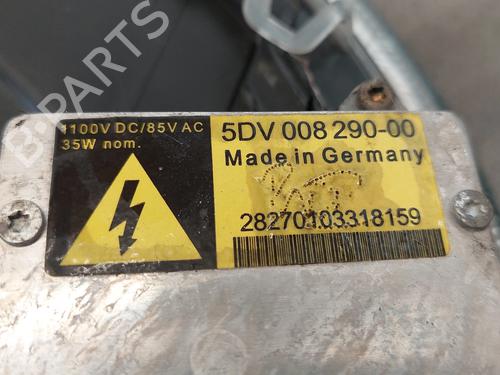 B-PARTS
1100V DC/85V AC
35W nom.
5DV 008 290-00
Made in Germany
28270103318159